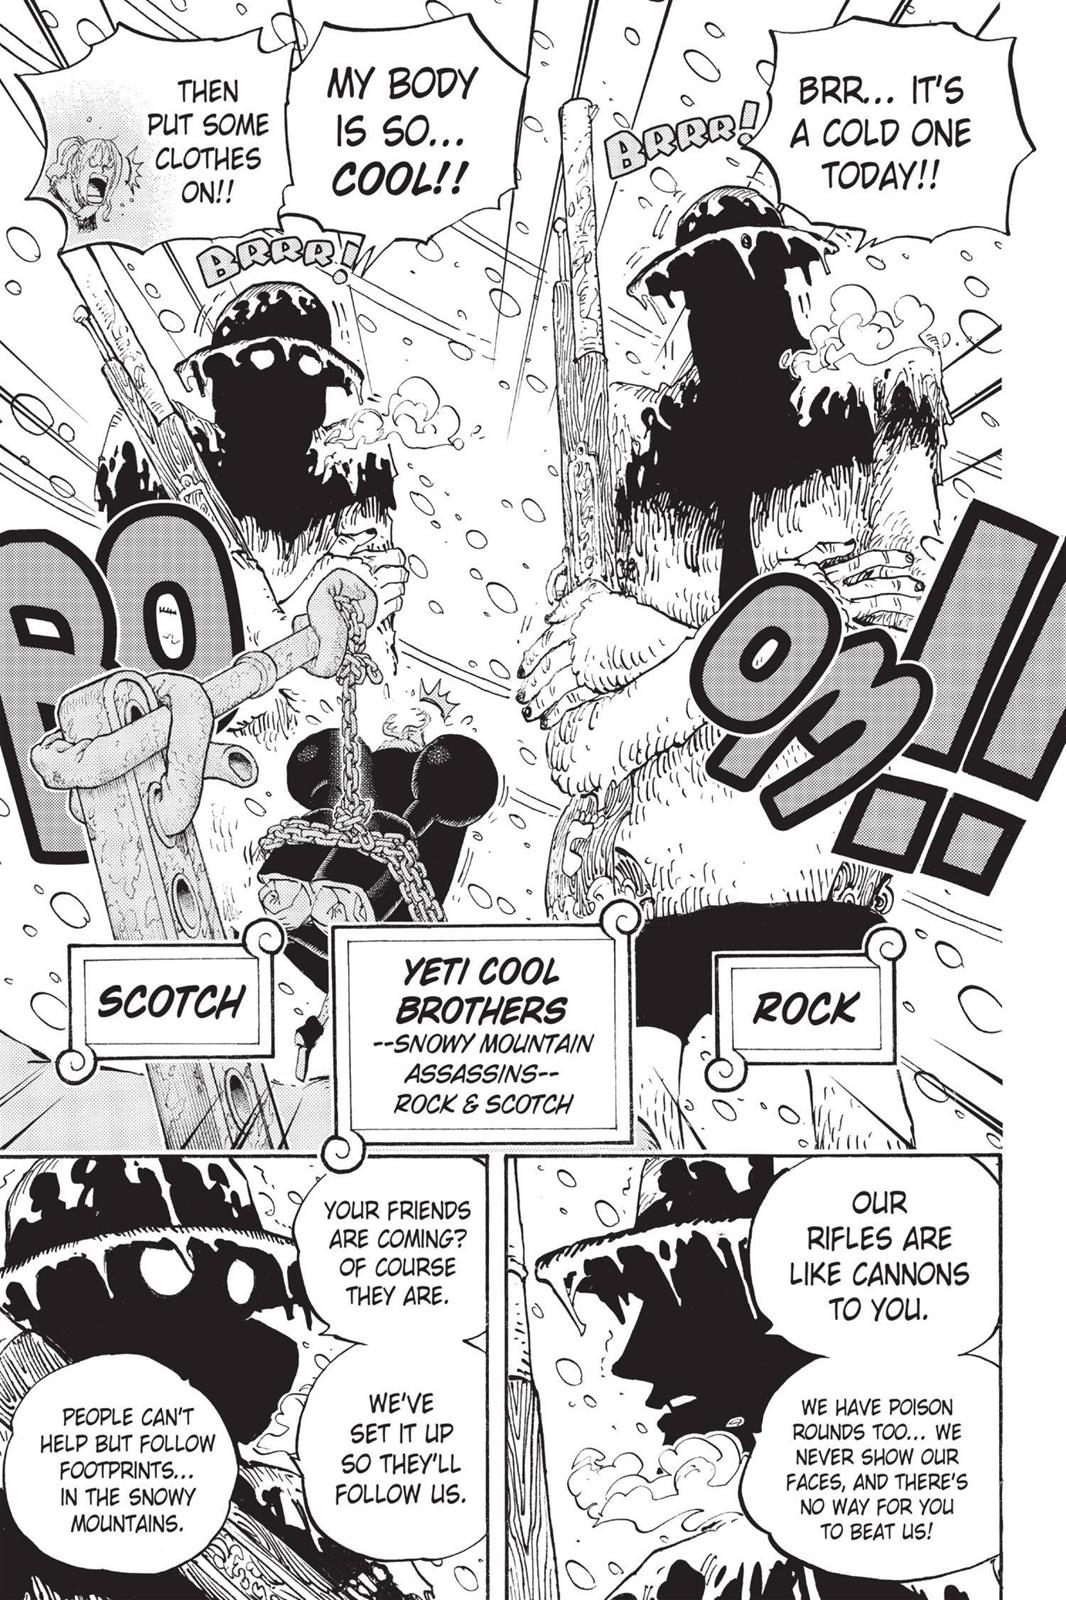 BRR... IT'S
A COLD ONE
TODAY!!
BRRRR!
MY BODY
IS SO...
COOL!!
BRRRR!
THEN
PUT SOME
CLOTHES
ON!!
BOOM!!
ROCK
YETI COOL
BROTHERS
--SNOWY MOUNTAIN
ASSASSINS--
ROCK & SCOTCH
SCOTCH
OUR
RIFLES ARE
LIKE CANNONS
TO YOU.
WE HAVE POISON
ROUNDS TOO... WE
NEVER SHOW OUR
FACES, AND THERE'S
NO WAY FOR YOU
TO BEAT US!
YOUR FRIENDS
ARE COMING?
OF COURSE
THEY ARE.
WE'VE
SET IT UP
SO THEY'LL
FOLLOW US.
PEOPLE CAN'T
HELP BUT FOLLOW
FOOTPRINTS...
IN THE SNOWY
MOUNTAINS.